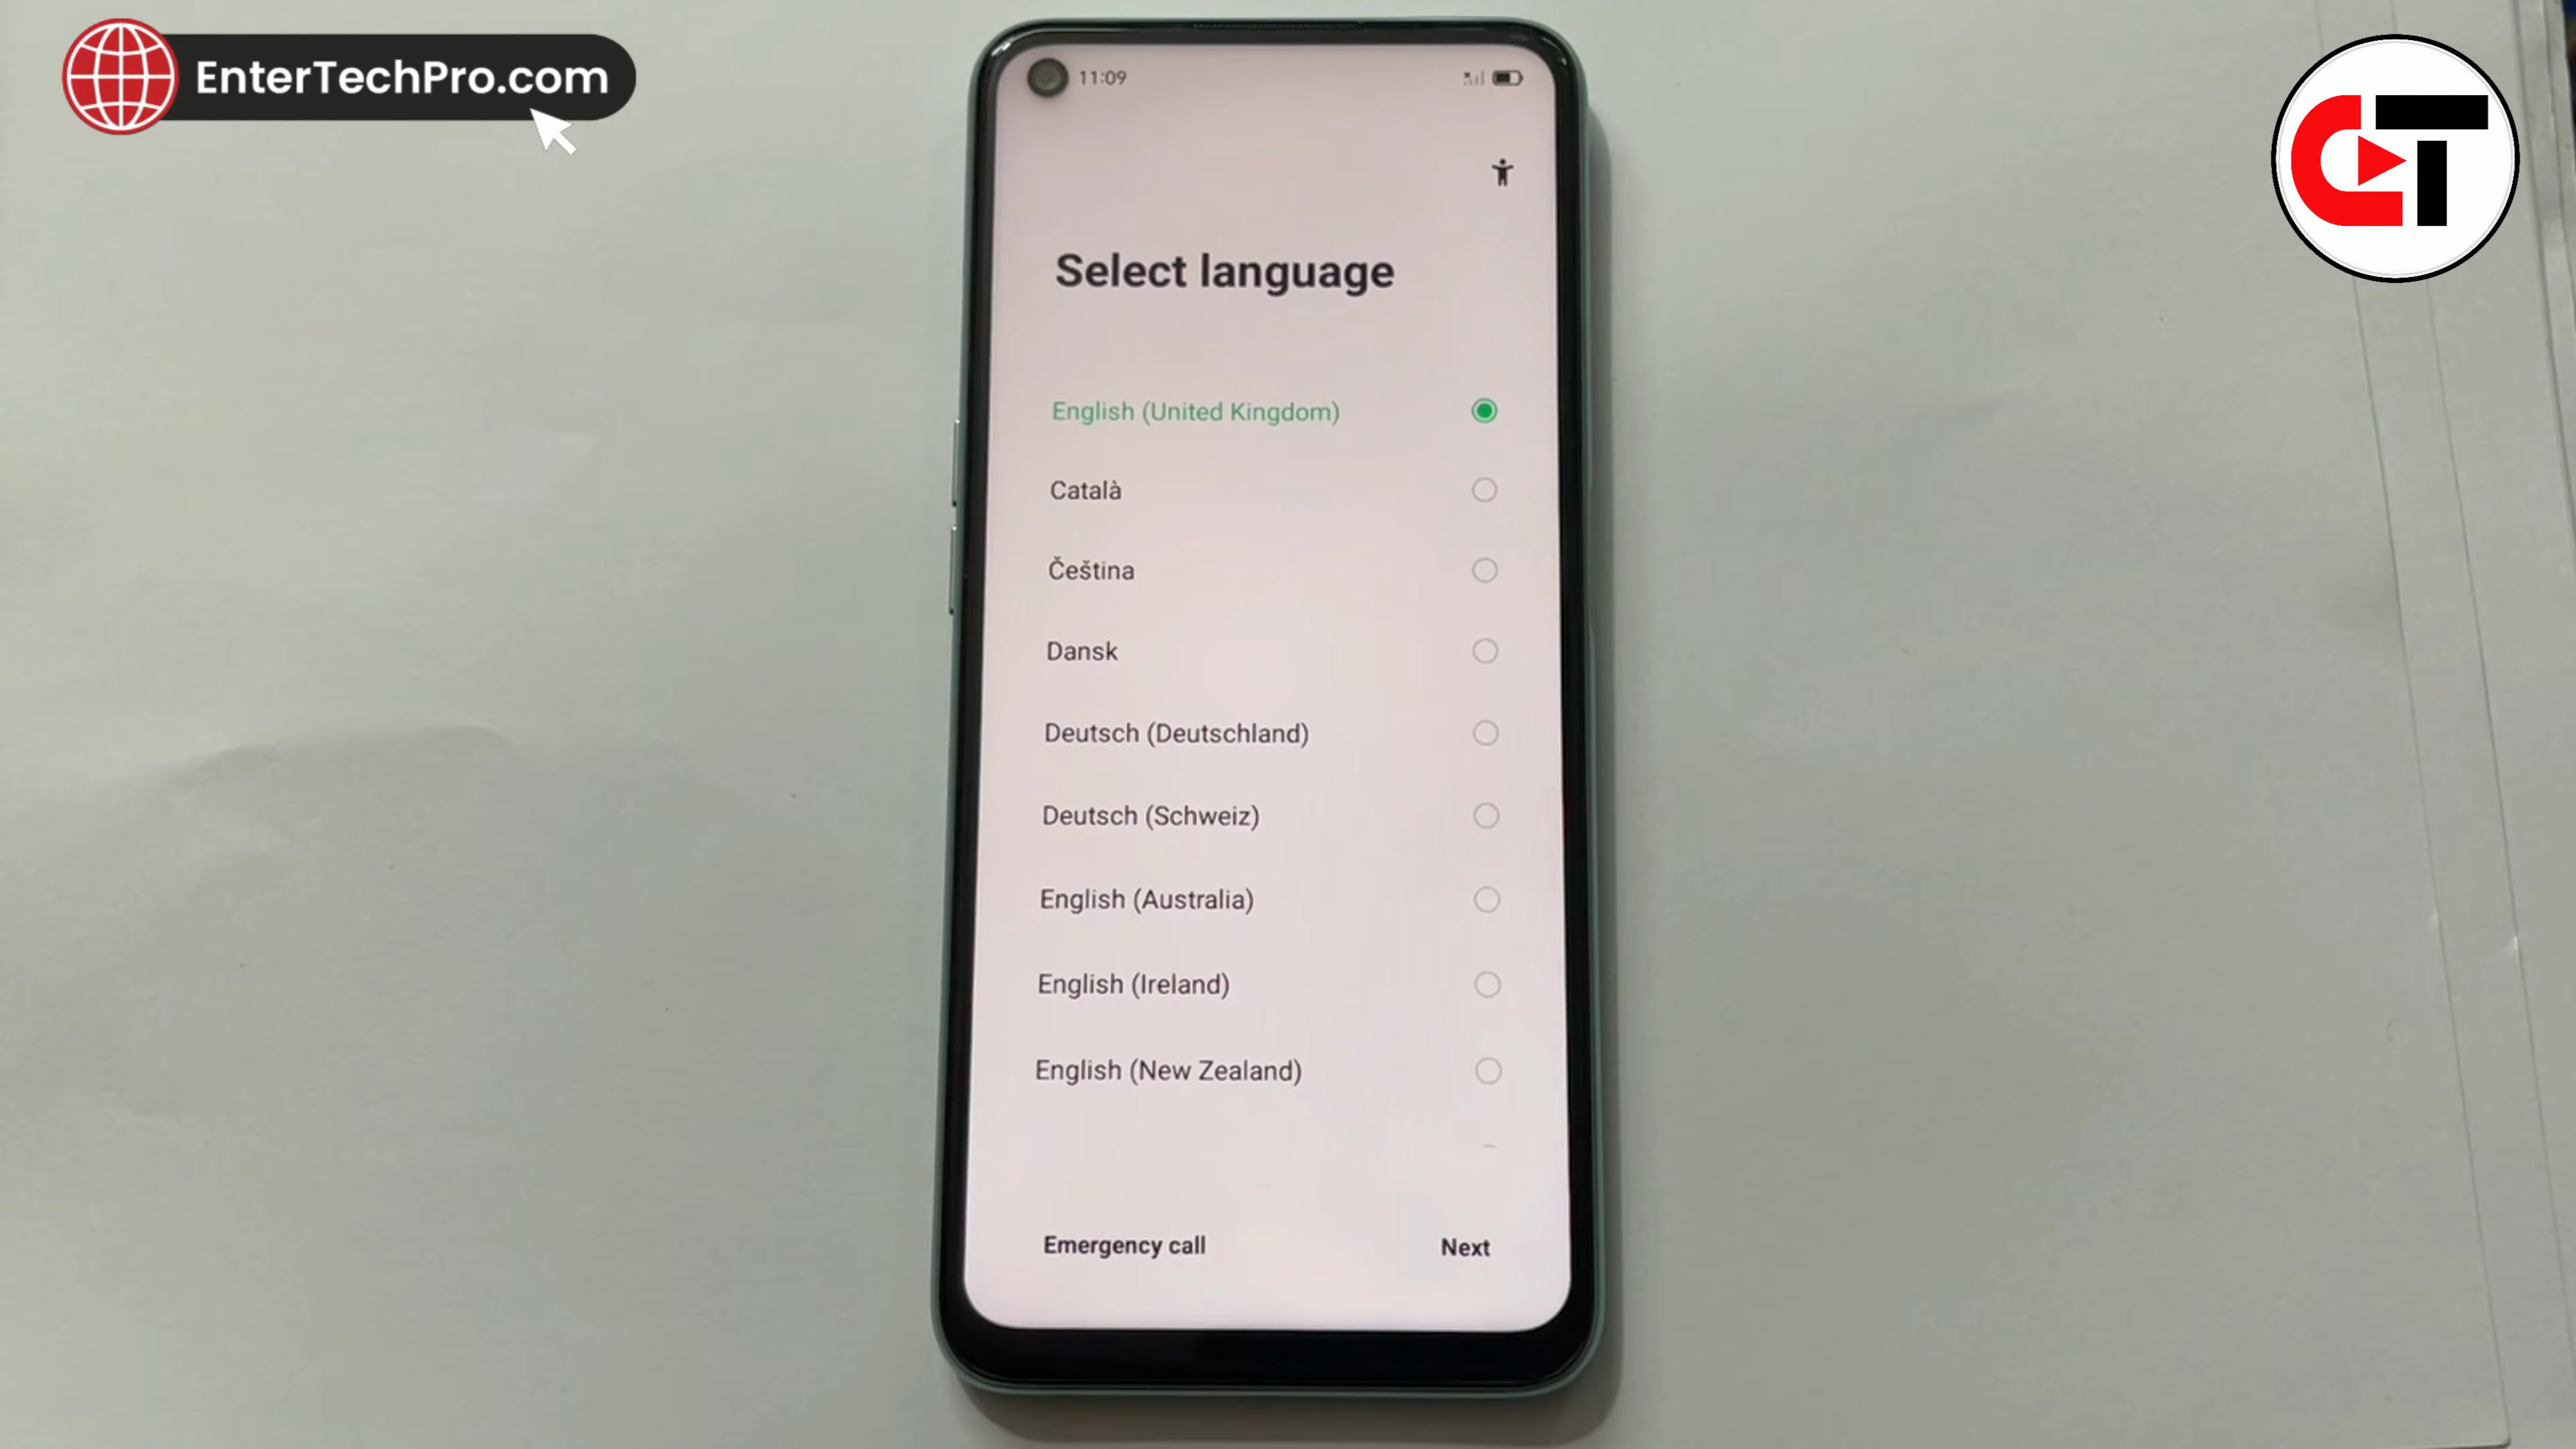 EnterTechPro.com
CT
11:09
Select language
English (United Kingdom)
Català
Čeština
Dansk
Deutsch (Deutschland)
Deutsch (Schweiz)
English (Australia)
English (Ireland)
English (New Zealand)
Emergency call
Next